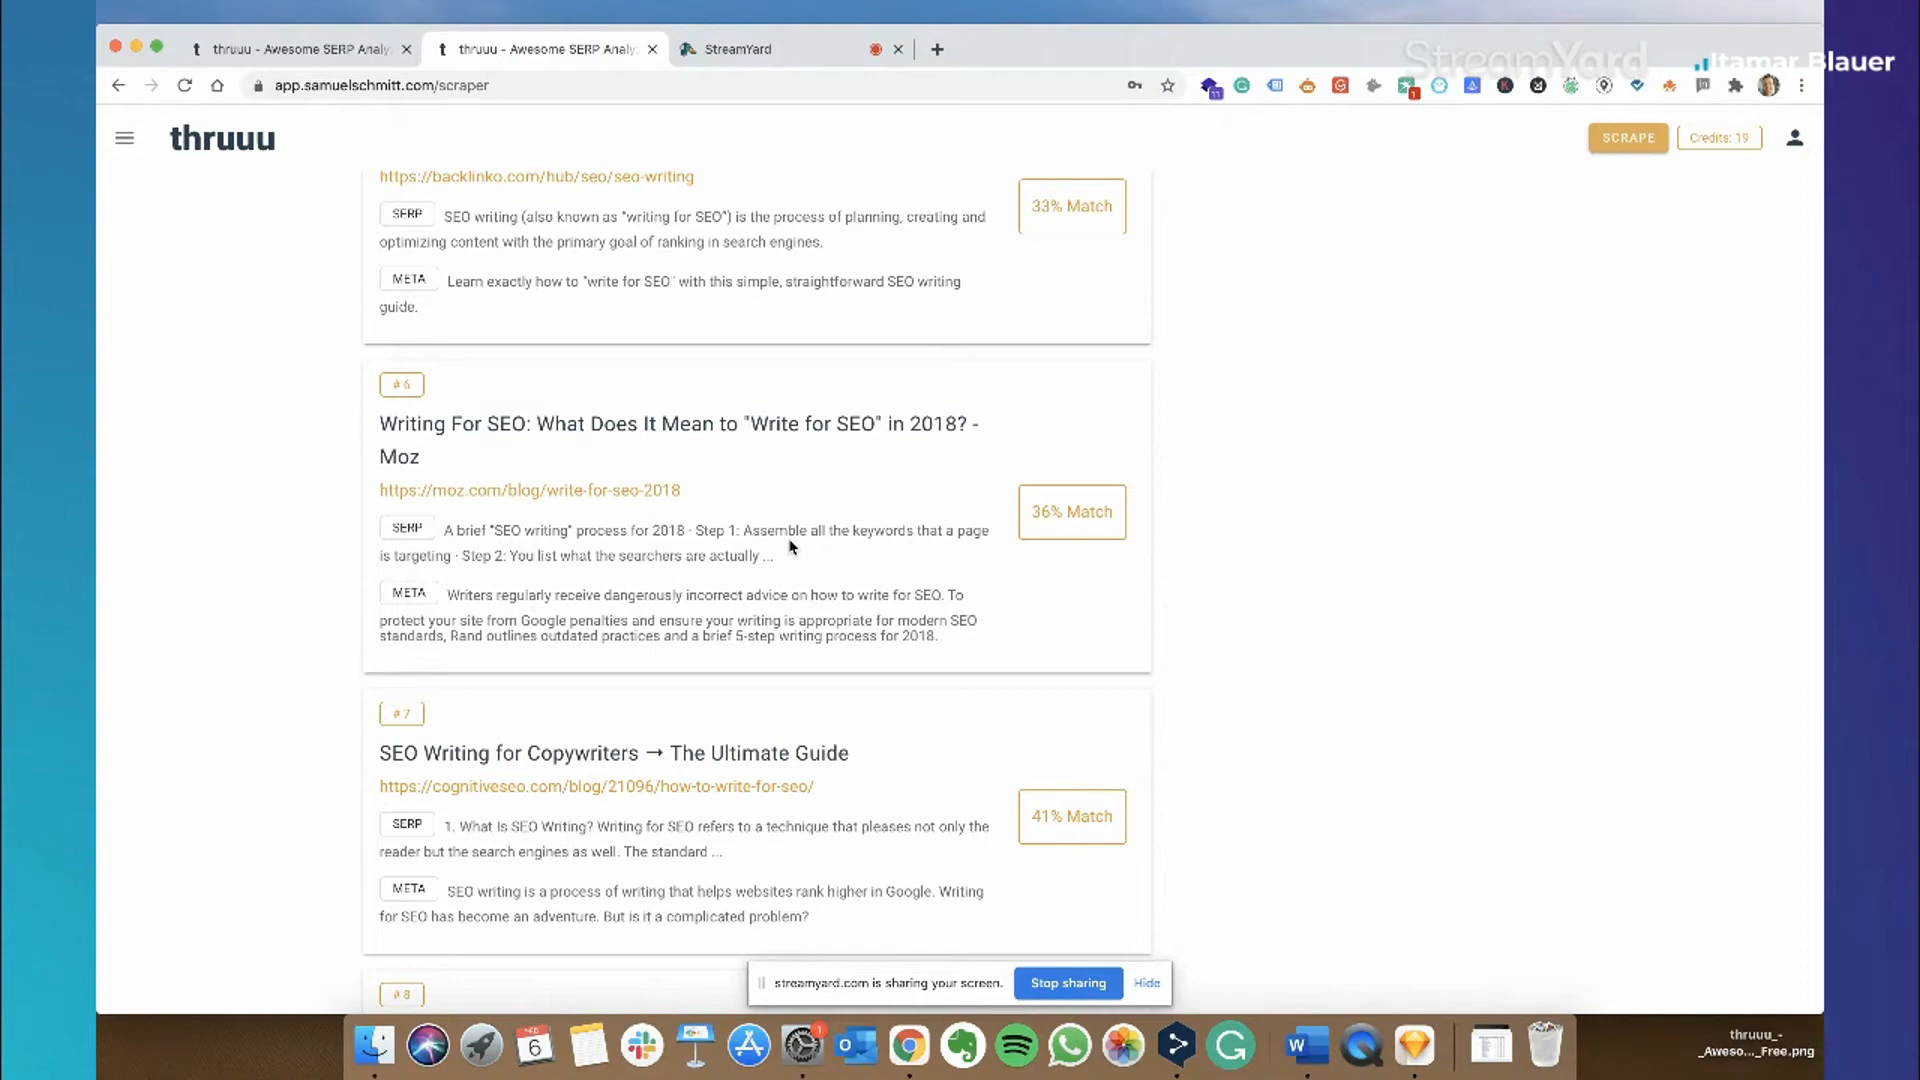 thruuu - Awesome SERP Analy
thruuu - Awesome SERP Analy
StreamYard
StreamYard
Itamar Blauer
app.samuelschmitt.com/scraper
11
1
thruuu
SCRAPE
Credits: 19
https://backlinko.com/hub/seo/seo-writing
33% Match
SERP SEO writing (also known as "writing for SEO") is the process of planning, creating and
optimizing content with the primary goal of ranking in search engines.
META Learn exactly how to "write for SEO" with this simple, straightforward SEO writing
guide.
#6
Writing For SEO: What Does It Mean to "Write for SEO" in 2018? -
Moz
https://moz.com/blog/write-for-seo-2018
36% Match
SERP A brief "SEO writing" process for 2018 · Step 1: Assemble all the keywords that a page
is targeting · Step 2: You list what the searchers are actually ...
META Writers regularly receive dangerously incorrect advice on how to write for SEO. To
protect your site from Google penalties and ensure your writing is appropriate for modern SEO
standards, Rand outlines outdated practices and a brief 5-step writing process for 2018.
#7
SEO Writing for Copywriters → The Ultimate Guide
https://cognitiveseo.com/blog/21096/how-to-write-for-seo/
41% Match
SERP 1. What Is SEO Writing? Writing for SEO refers to a technique that pleases not only the
reader but the search engines as well. The standard ...
META SEO writing is a process of writing that helps websites rank higher in Google. Writing
for SEO has become an adventure. But is it a complicated problem?
#8
streamyard.com is sharing your screen.
Stop sharing
Hide
6
1
W
thruuu_-
_Aweso..._Free.png